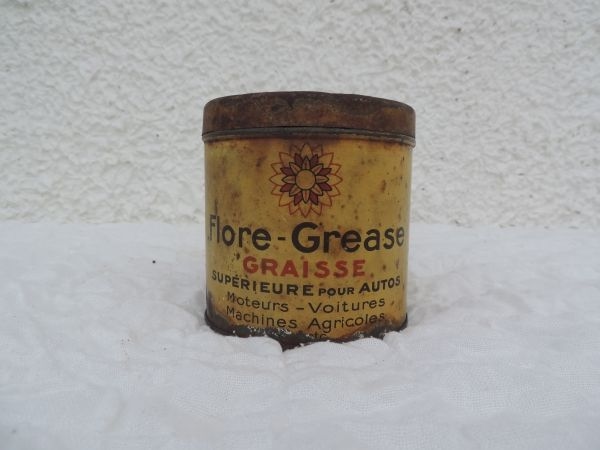 Flore-Grease
GRAISSE
SUPÉRIEURE POUR AUTOS
Moteurs - Voitures
Machines Agricoles